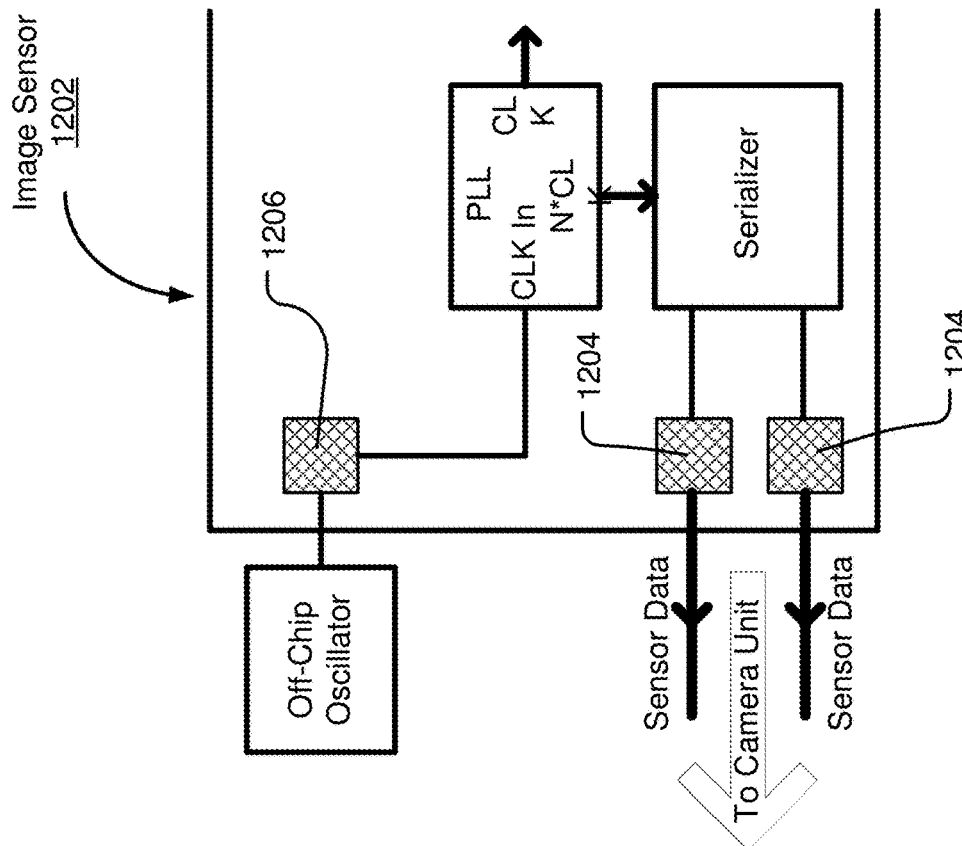 Image Sensor
1202
1206
PLL
CL
K
CLK In
N*CL
K
Serializer
1204
1204
Off-Chip
Oscillator
Sensor Data
To Camera Unit
Sensor Data